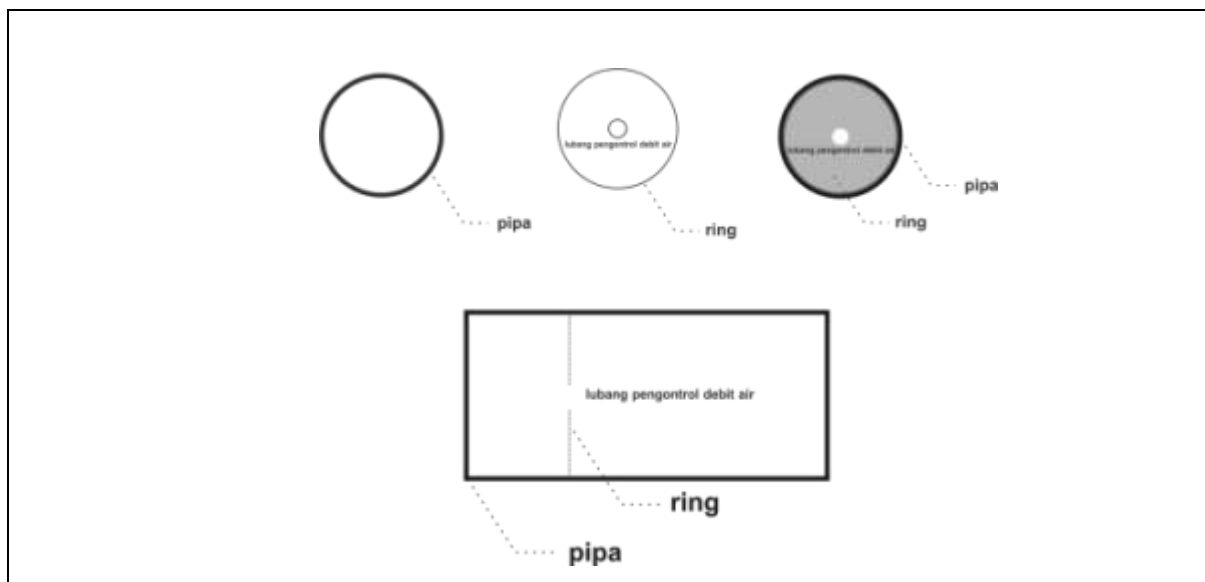 lubang pengontrol debit air
lubang pengontrol debit air
pipa
pipa
ring
ring
lubang pengontrol debit air
ring
pipa